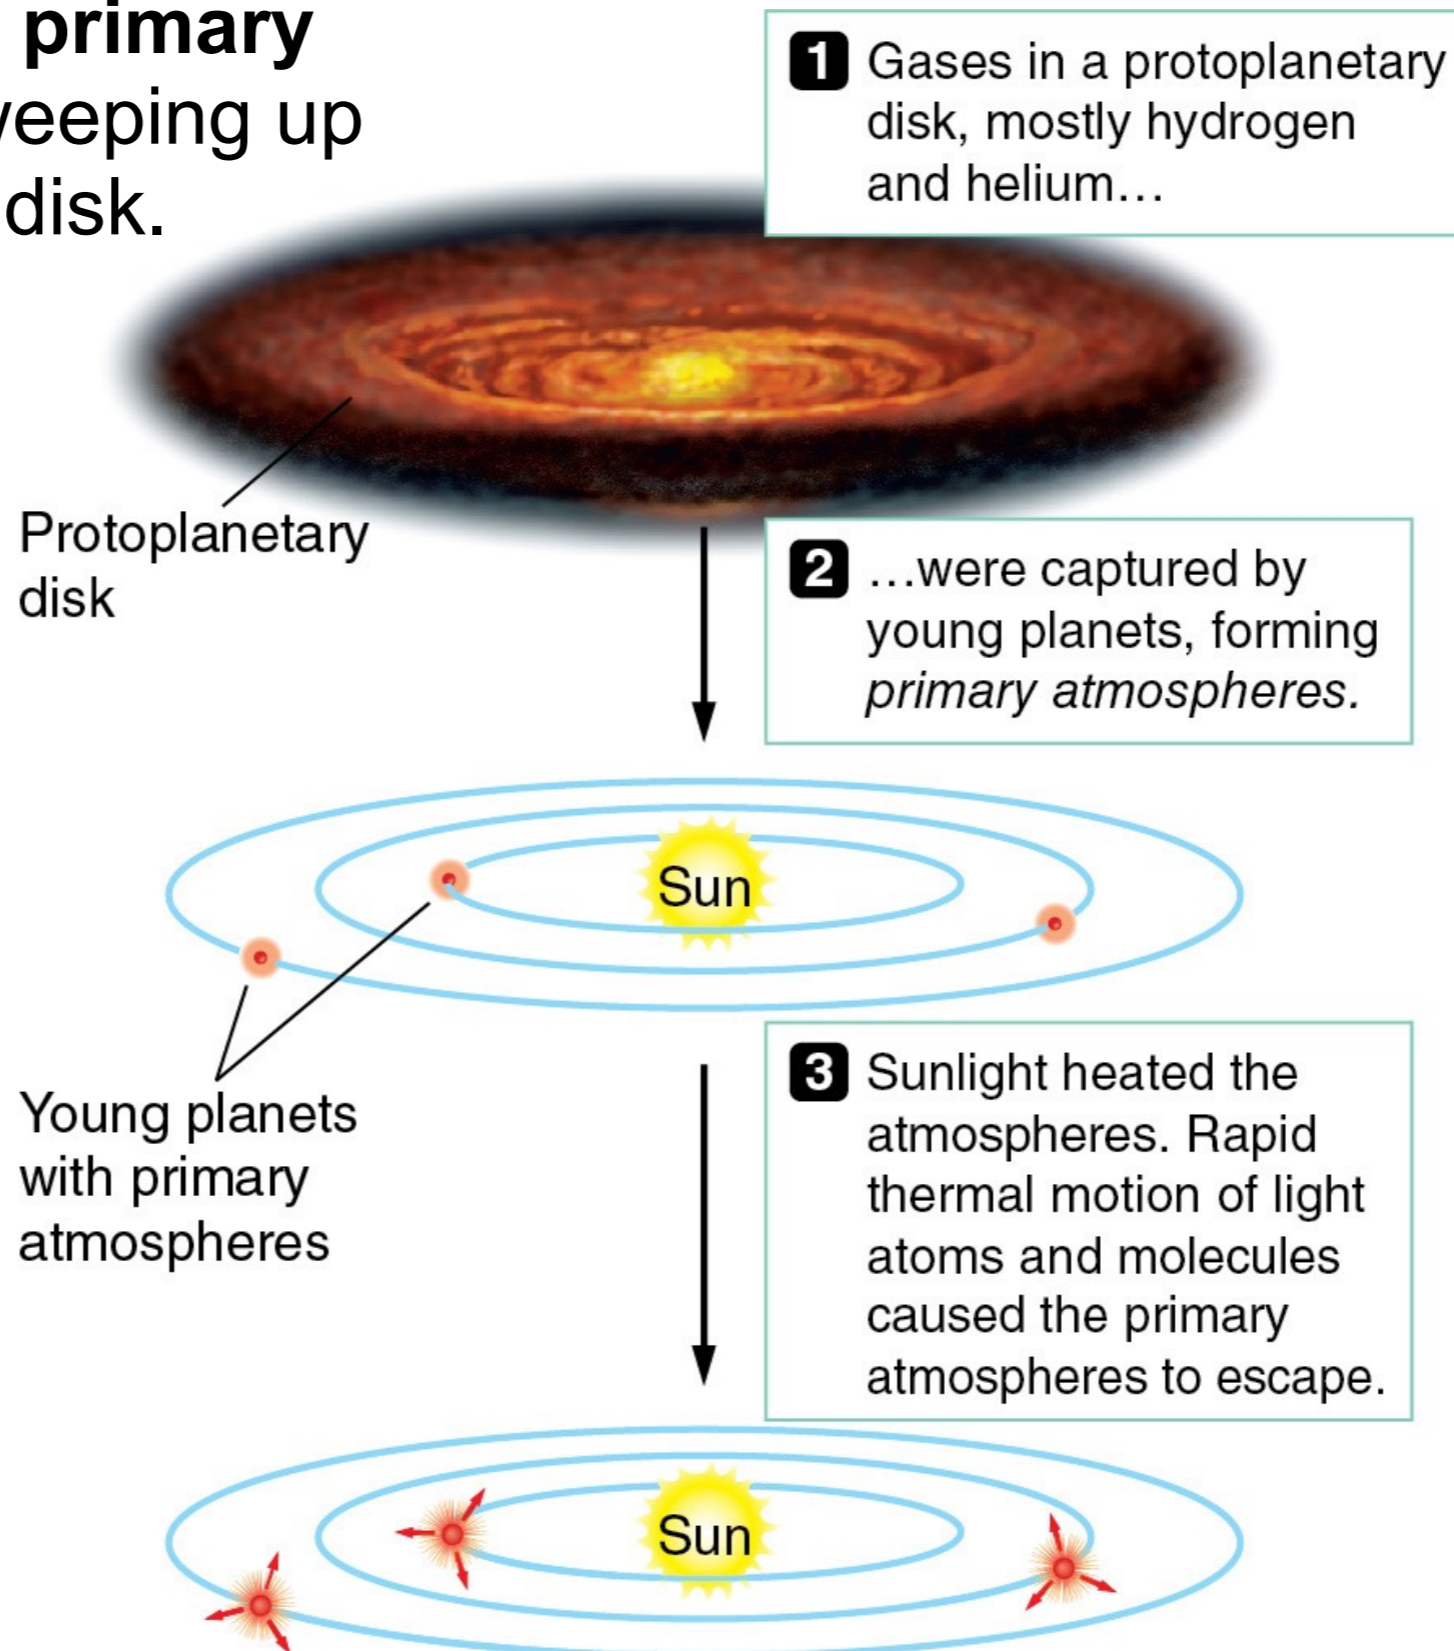 primary
weeping up
disk.
1 Gases in a protoplanetary
disk, mostly hydrogen
and helium…
Protoplanetary
disk
2 …were captured by
young planets, forming
primary atmospheres.
Sun
Young planets
with primary
atmospheres
3 Sunlight heated the
atmospheres. Rapid
thermal motion of light
atoms and molecules
caused the primary
atmospheres to escape.
Sun